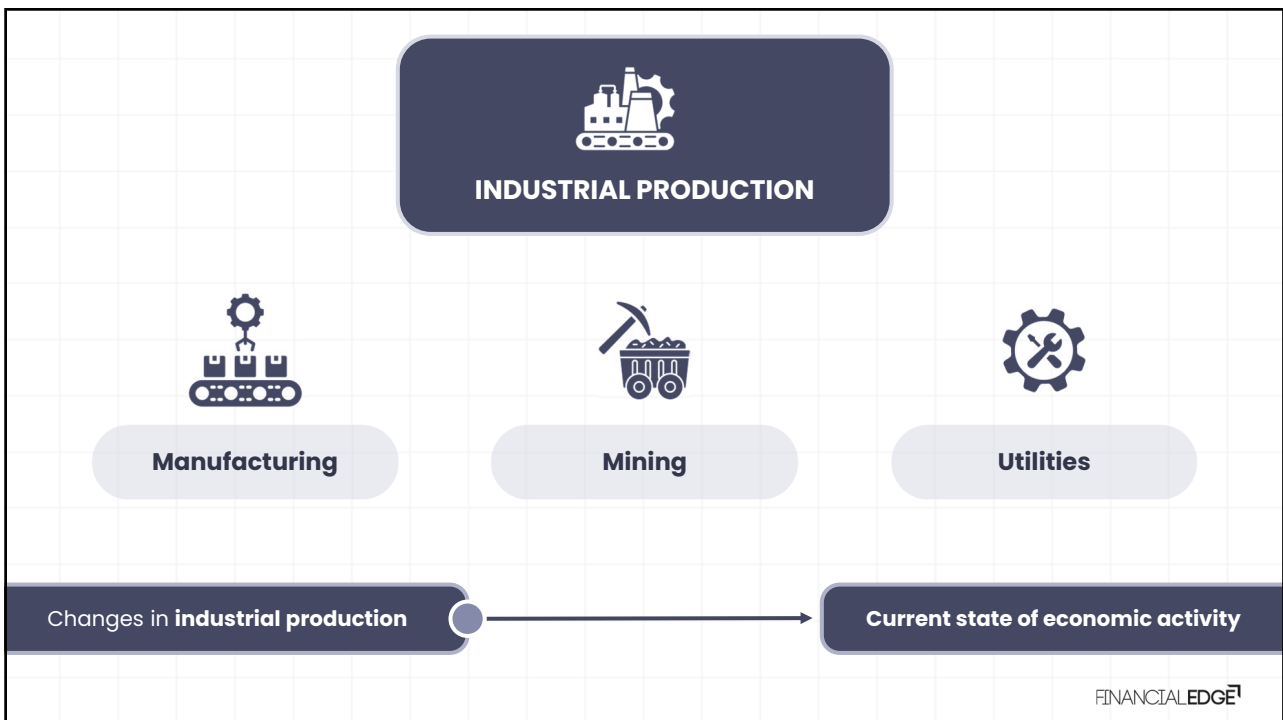 INDUSTRIAL PRODUCTION
Manufacturing
Mining
Utilities
Changes in industrial production
Current state of economic activity
FINANCIALEDGE